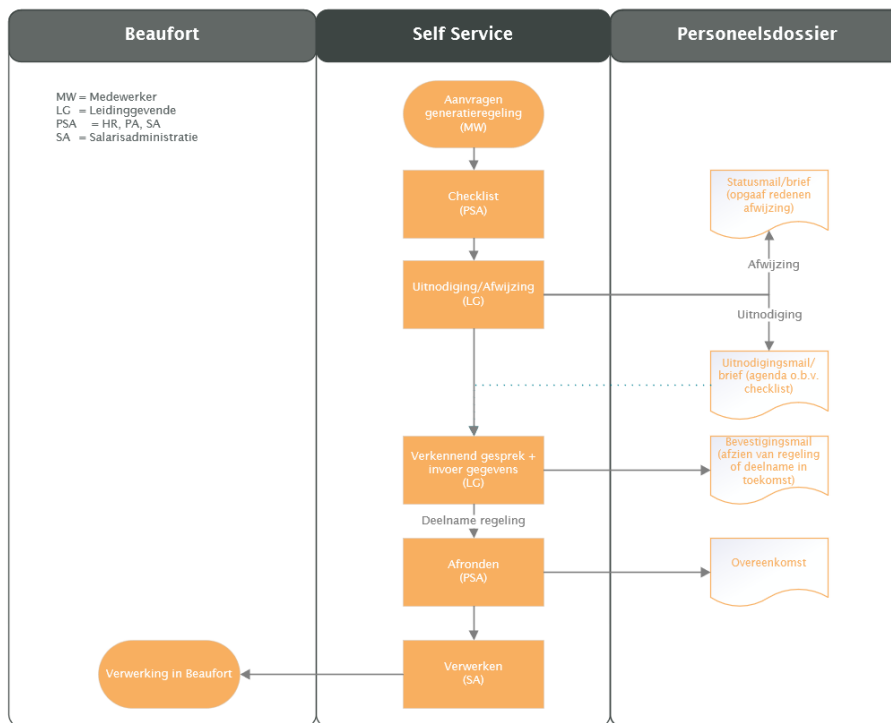 Beaufort
Self Service
Personeelsdossier
MW = Medewerker
LG = Leidinggevende
PSA = HR, PA, SA
SA = Salarisadministratie
Aanvragen
generatieregeling
(MW)
Checklist
(PSA)
Statusmail/brief
(opgaaf redenen
afwijzing)
Afwijzing
Uitnodiging/Afwijzing
(LG)
Uitnodiging
Uitnodigingsmail/
brief (agenda o.b.v.
checklist)
Verkennend gesprek +
invoer gegevens
(LG)
Bevestigingsmail
(afzien van regeling
of deelname in
toekomst)
Deelname regeling
Afronden
(PSA)
Overeenkomst
Verwerken
(SA)
Verwerking in Beaufort